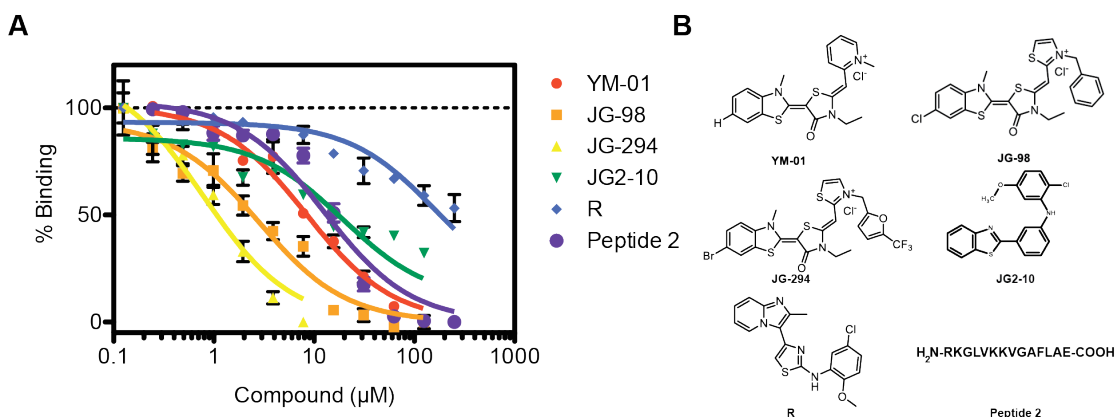 A
% Binding
100
50
0
0.1
1
10
100
1000
Compound (µM)
YM-01
JG-98
JG-294
JG2-10
R
Peptide 2
B
N+
Cl-
N
S
S
N
O
H
YM-01
S
N+
Cl-
N
S
S
N
O
Cl
JG-98
S
N+
Cl-
N
S
S
N
O
Br
O
CF3
JG-294
O
H3C
Cl
NH
N
S
JG2-10
N
N
Cl
N
S
N
H
O
R
H2N-RKGLVKKVGAFLAE-COOH
Peptide 2